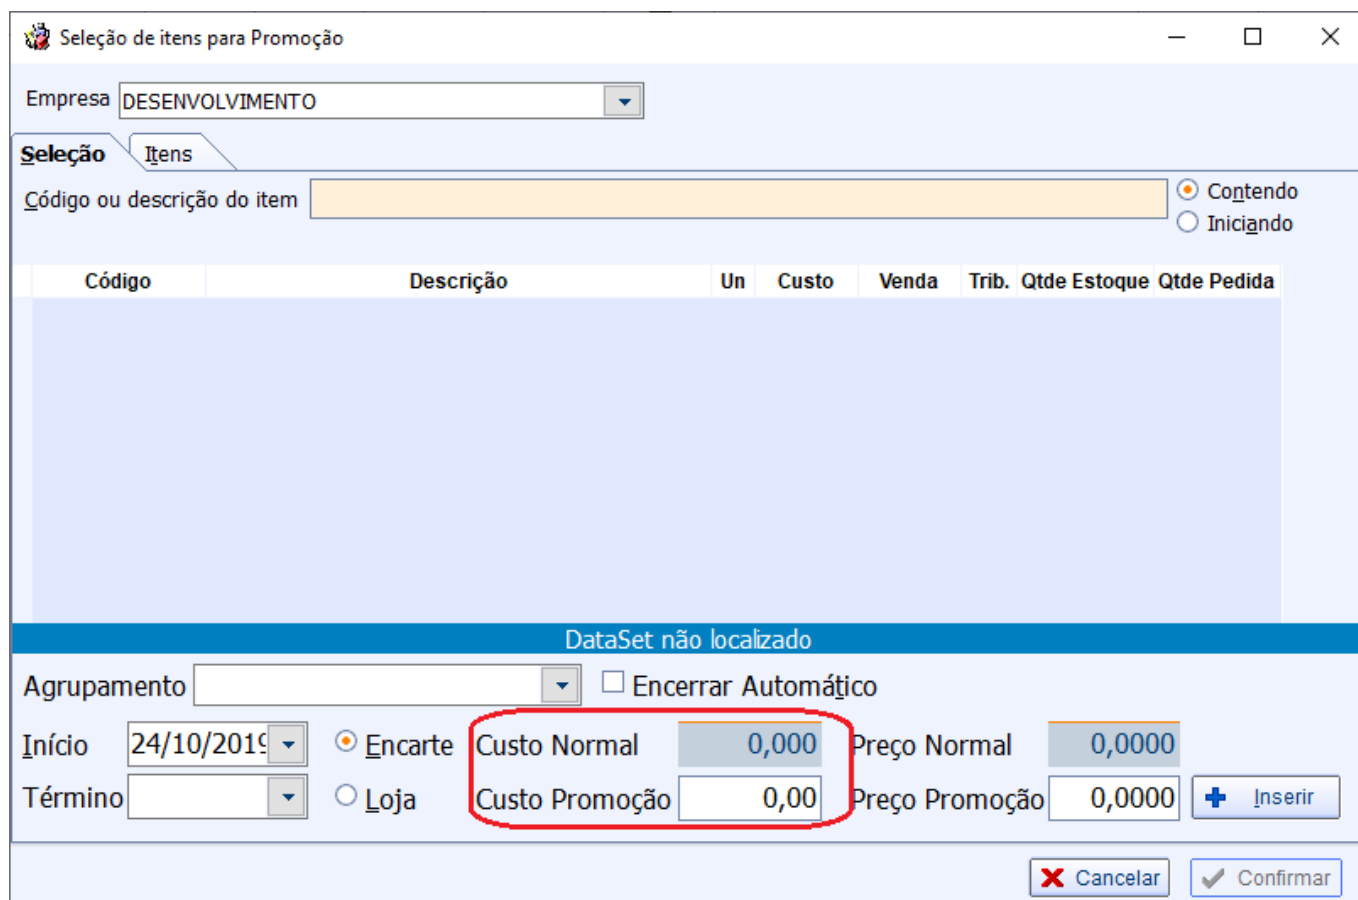 Seleção de itens para Promoção
Empresa DESENVOLVIMENTO
Seleção Itens
Código ou descrição do item
Contendo
Iniciando
Código Descrição Un Custo Venda Trib. Qtde Estoque Qtde Pedida
DataSet não localizado
Agrupamento Encerrar Automático
Início 24/10/2019 Encarte Custo Normal 0,000 Preço Normal 0,0000
Término Loja Custo Promoção 0,00 Preço Promoção 0,0000 Inserir
Cancelar Confirmar